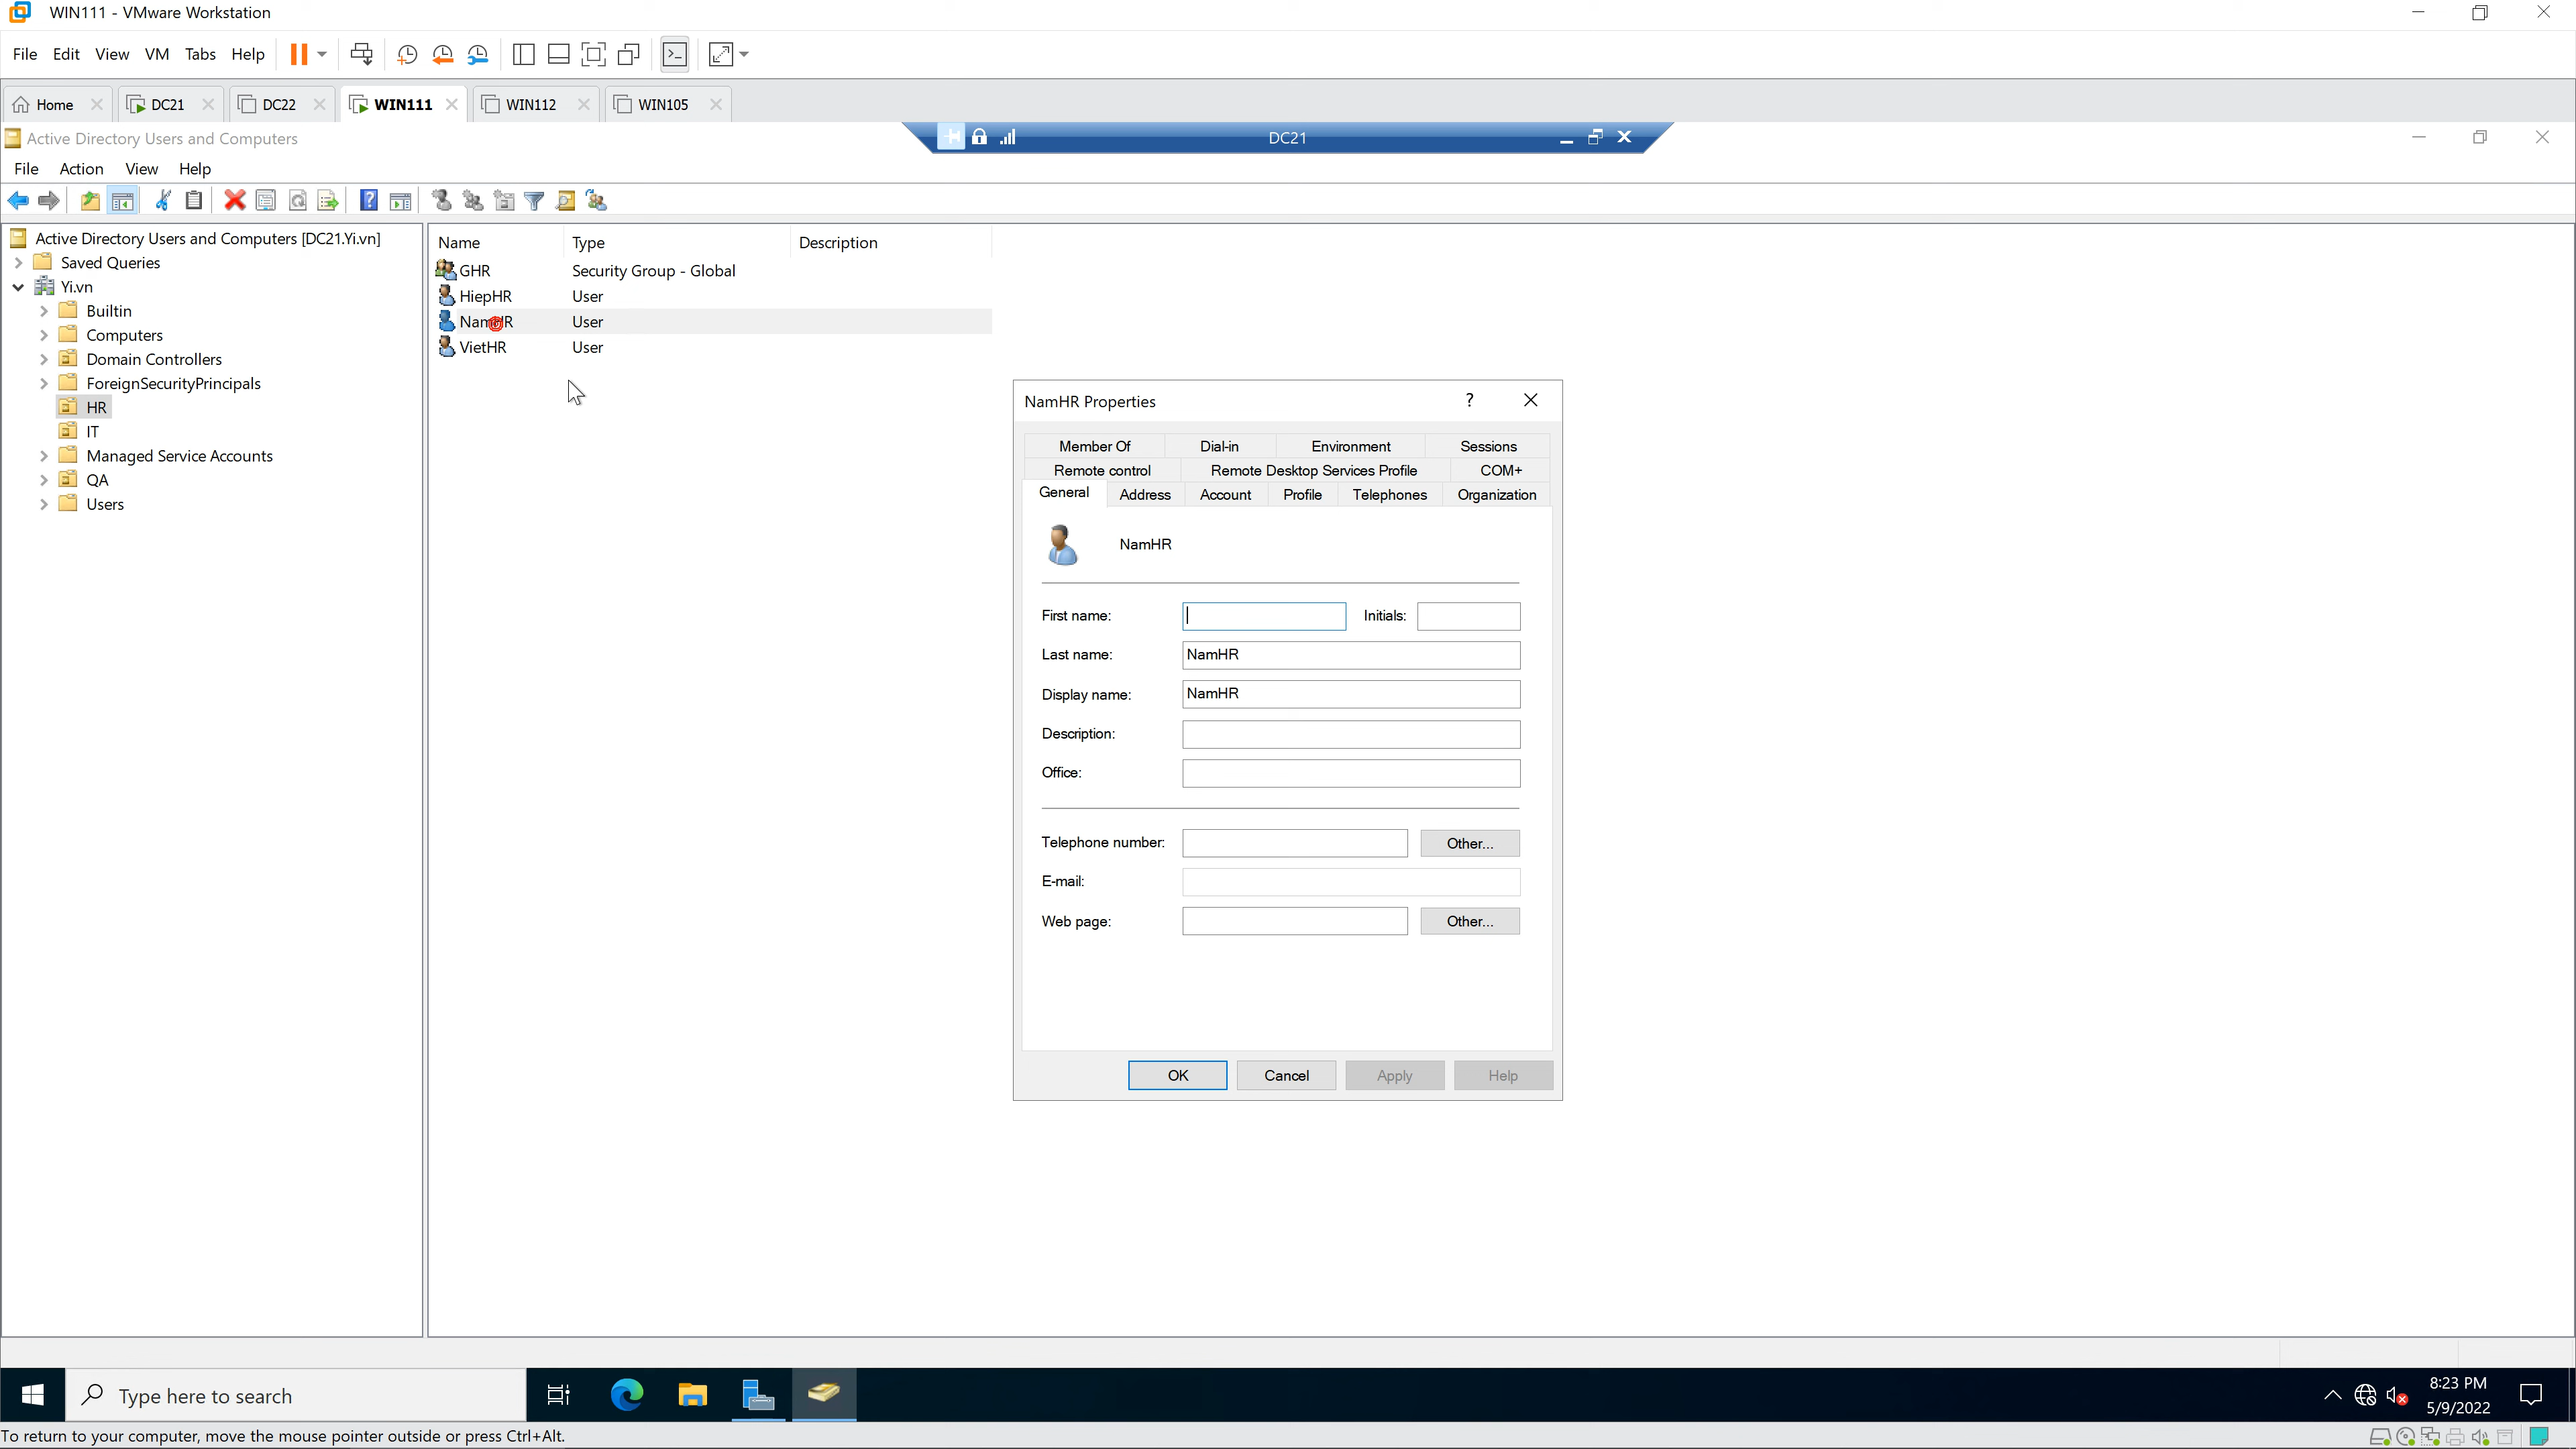 WIN111 - VMware Workstation
File Edit View VM Tabs Help
Home DC21 DC22 WIN111 WIN112 WIN105
Active Directory Users and Computers
DC21
File Action View Help
Active Directory Users and Computers [DC21.Yi.vn]
Saved Queries
Yi.vn
Builtin
Computers
Domain Controllers
ForeignSecurityPrincipals
HR
IT
Managed Service Accounts
QA
Users
Name Type Description
GHR Security Group - Global
HiepHR User
NamHR User
VietHR User
NamHR Properties ?
Member Of Dial-in Environment Sessions
Remote control Remote Desktop Services Profile COM+
General Address Account Profile Telephones Organization
NamHR
First name: Initials:
Last name: NamHR
Display name: NamHR
Description:
Office:
Telephone number: Other...
E-mail:
Web page: Other...
OK Cancel Apply Help
Type here to search
8:23 PM
5/9/2022
To return to your computer, move the mouse pointer outside or press Ctrl+Alt.